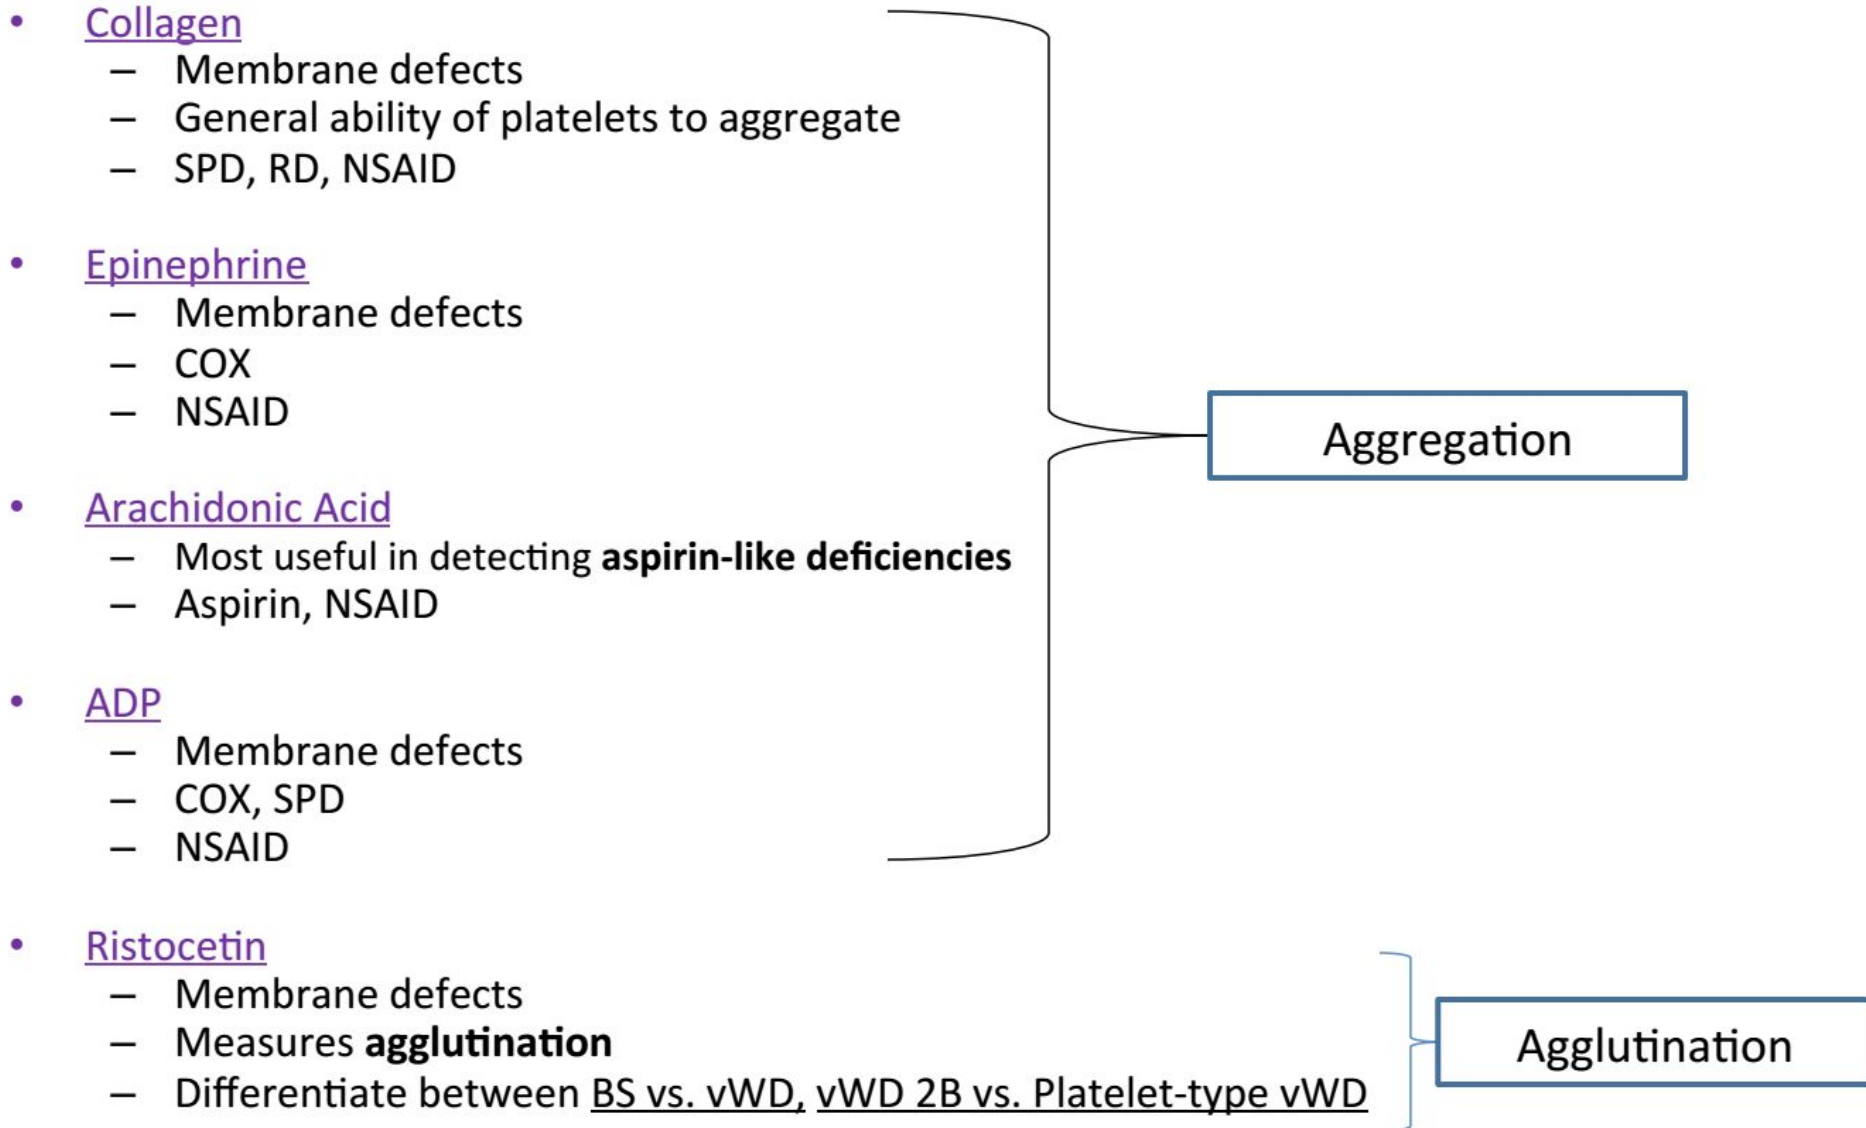 • Collagen
– Membrane defects
– General ability of platelets to aggregate
– SPD, RD, NSAID
• Epinephrine
– Membrane defects
– COX
– NSAID
Aggregation
• Arachidonic Acid
– Most useful in detecting aspirin-like deficiencies
– Aspirin, NSAID
• ADP
– Membrane defects
– COX, SPD
– NSAID
• Ristocetin
– Membrane defects
– Measures agglutination
– Differentiate between BS vs. vWD, vWD 2B vs. Platelet-type vWD
Agglutination